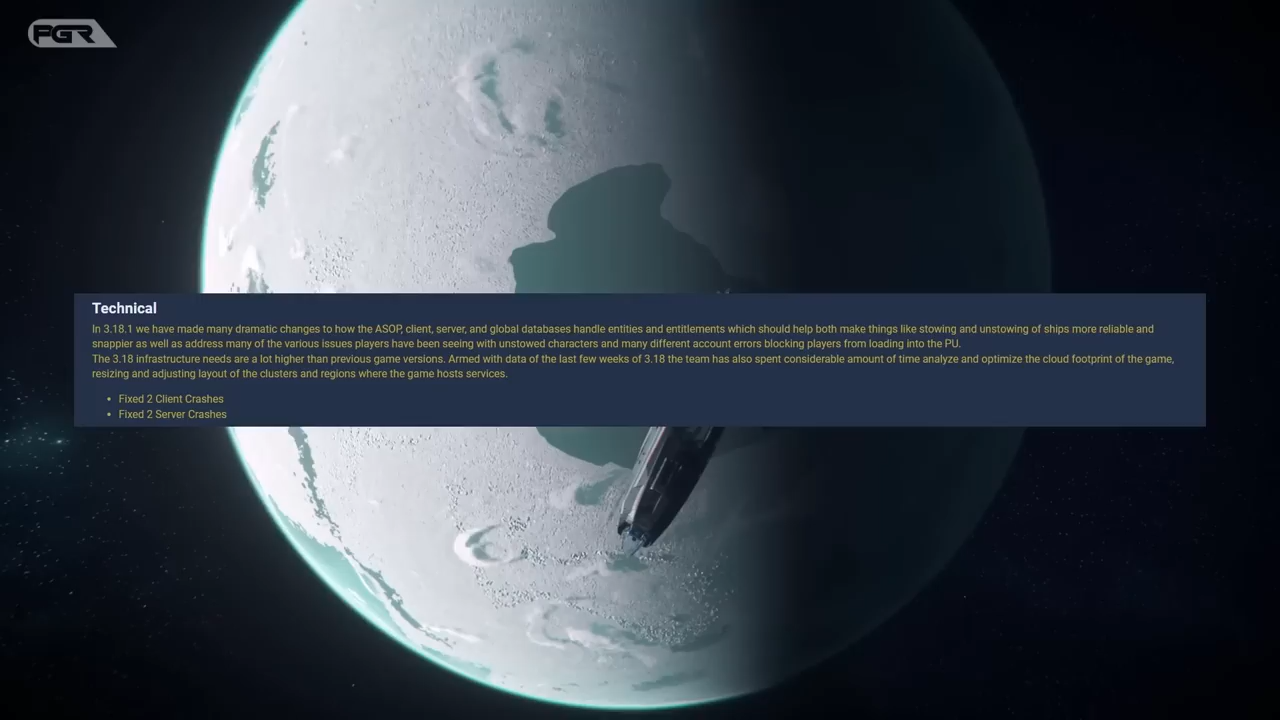 PGR
Technical
In 3.18.1 we have made many dramatic changes to how the ASOP, client, server, and global databases handle entities and entitlements which should help both make things like stowing and unstowing of ships more reliable and
snappier as well as address many of the various issues players have been seeing with unstowed characters and many different account errors blocking players from loading into the PU.
The 3.18 infrastructure needs are a lot higher than previous game versions. Armed with data of the last few weeks of 3.18 the team has also spent considerable amount of time analyze and optimize the cloud footprint of the game,
resizing and adjusting layout of the clusters and regions where the game hosts services.
• Fixed 2 Client Crashes
• Fixed 2 Server Crashes